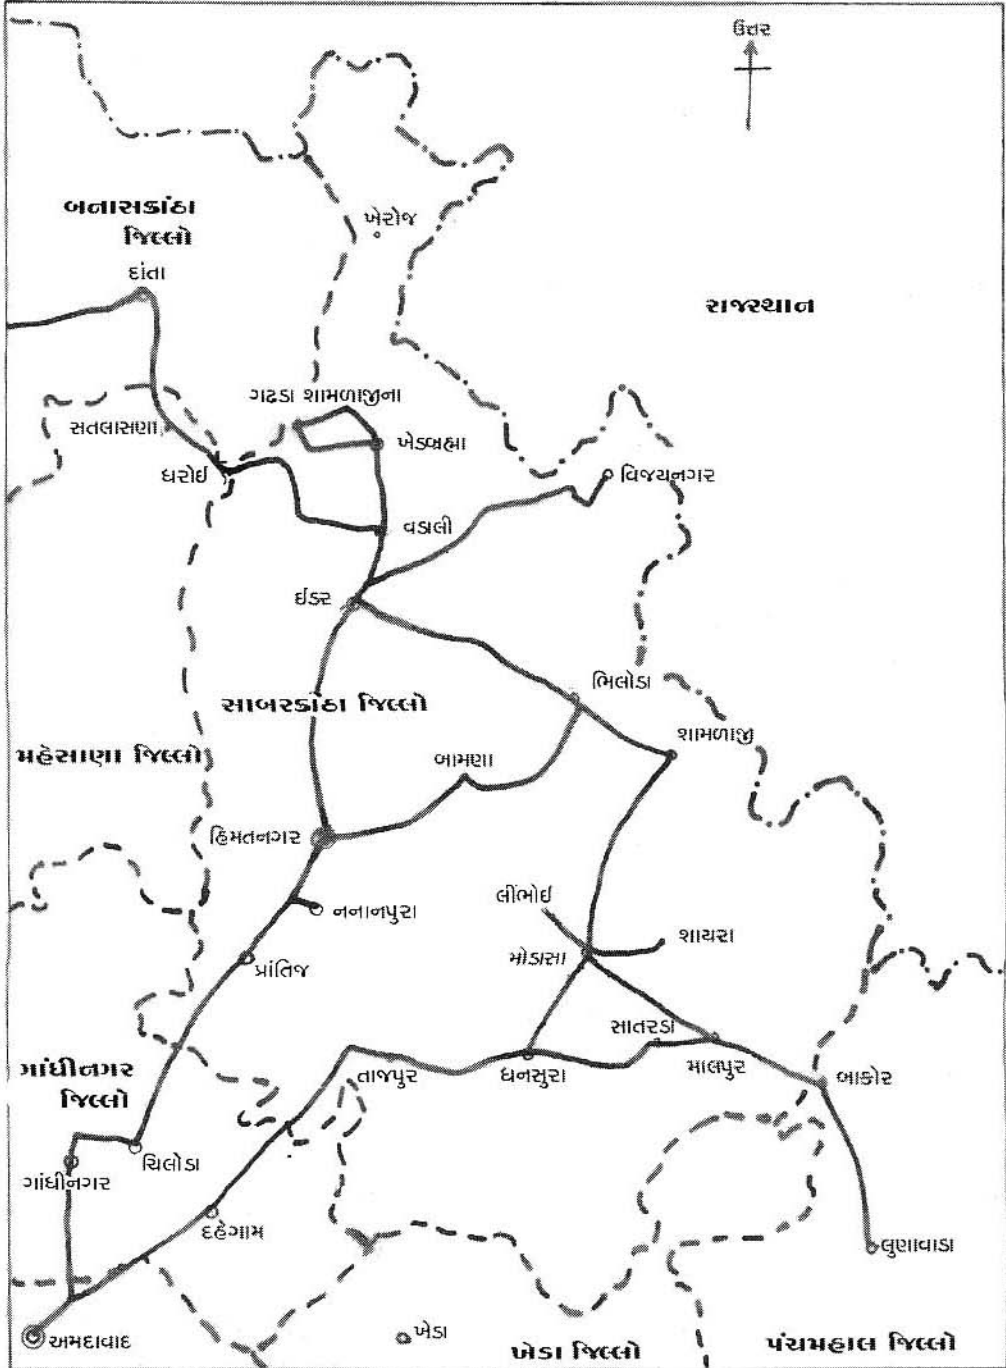 ઉત્તર
બનાસકાંઠા
જિલ્લો
ખેરોજ
દાંતા
રાજસ્થાન
ગઢડા શામળાજીના
સતલાસણા
ખેડબ્રહ્મા
ધરોઈ
વિજયનગર
વડાલી
ઈડર
ભિલોડા
સાબરકાંઠા જિલ્લો
શામળાજી
મહેસાણા જિલ્લો
બામણા
હિંમતનગર
લીંભોઈ
નનાનપુરા
શાયરા
મોડાસા
પ્રાંતિજ
સાતરડા
ગાંધીનગર
જિલ્લો
તાજપુર
ધનસુરા
માલપુર
બાકોર
ચિલોડા
ગાંધીનગર
દહેગામ
લુણાવાડા
અમદાવાદ
ખેડા
ખેડા જિલ્લો
પંચમહાલ જિલ્લો